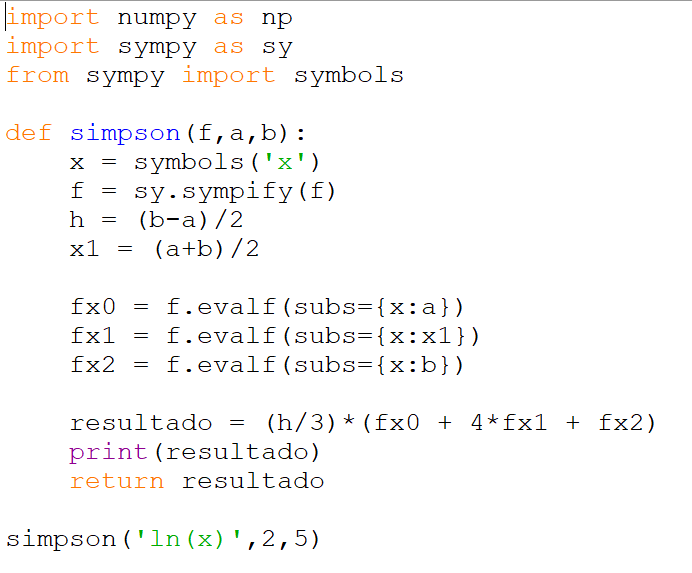 import numpy as np
import sympy as sy
from sympy import symbols
def simpson(f,a,b):
    x = symbols('x')
    f = sy.sympify(f)
    h = (b-a)/2
    x1 = (a+b)/2
    fx0 = f.evalf(subs={x:a})
    fx1 = f.evalf(subs={x:x1})
    fx2 = f.evalf(subs={x:b})
    resultado = (h/3)*(fx0 + 4*fx1 + fx2)
    print(resultado)
    return resultado
simpson('ln(x)',2,5)